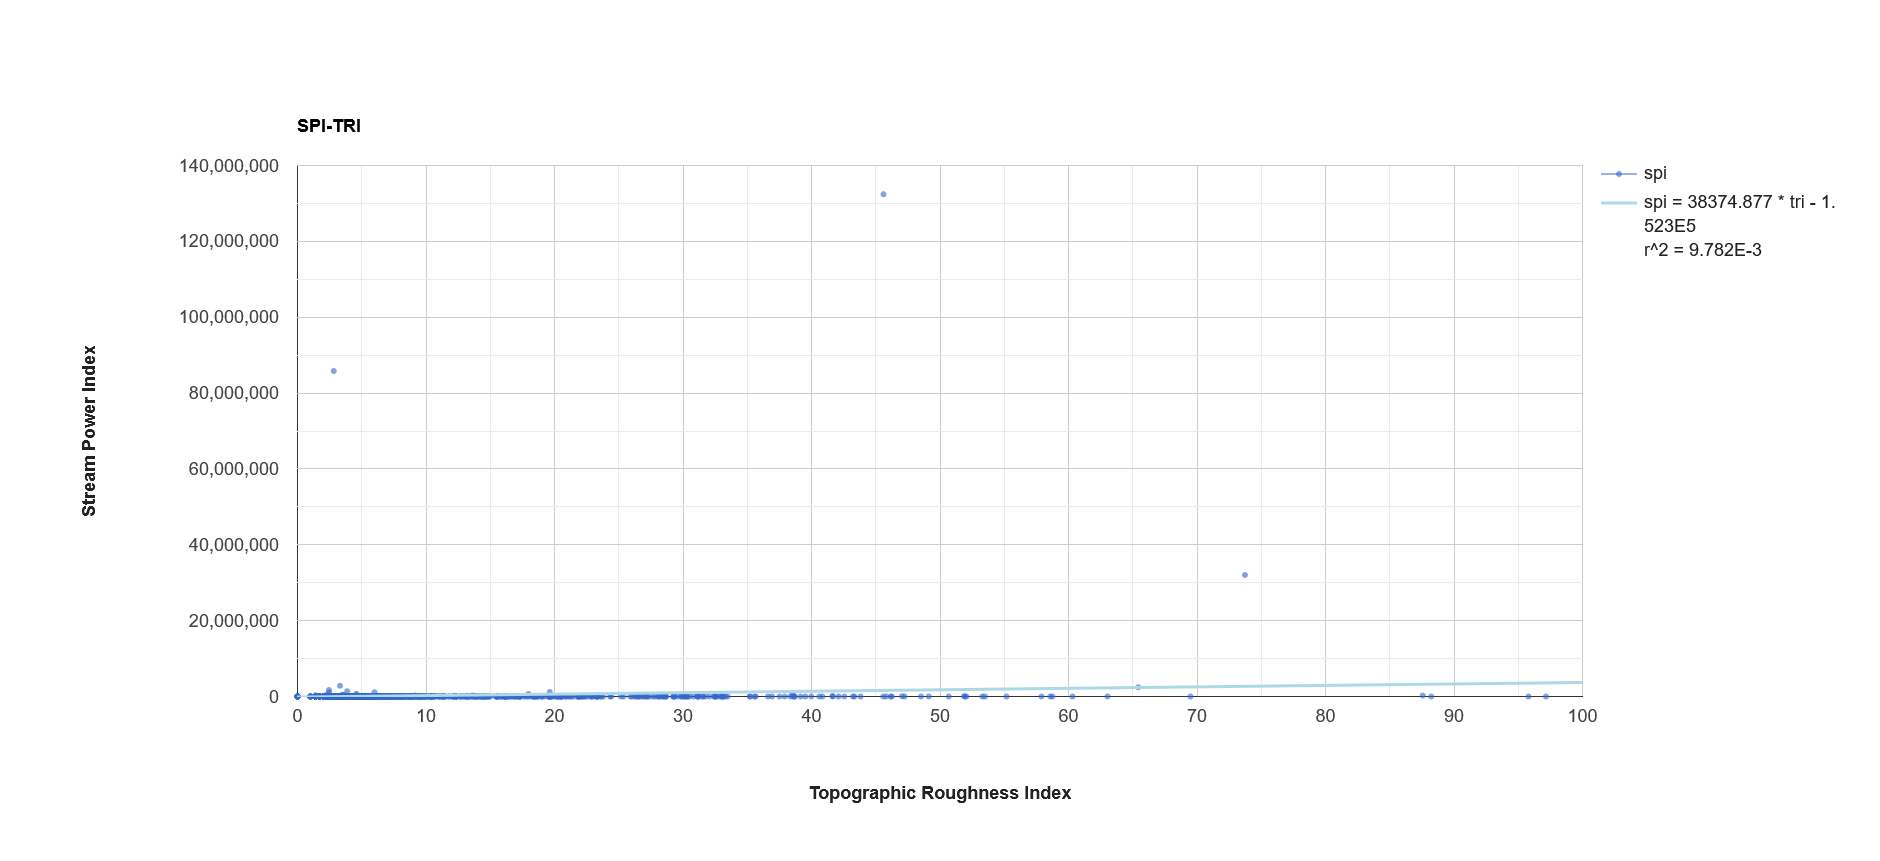 SPI-TRI
140,000,000
120,000,000
100,000,000
80,000,000
60,000,000
40,000,000
20,000,000
0
Stream Power Index
0 10 20 30 40 50 60 70 80 90 100
Topographic Roughness Index
spi
spi = 38374.877 * tri - 1.
523E5
r^2 = 9.782E-3